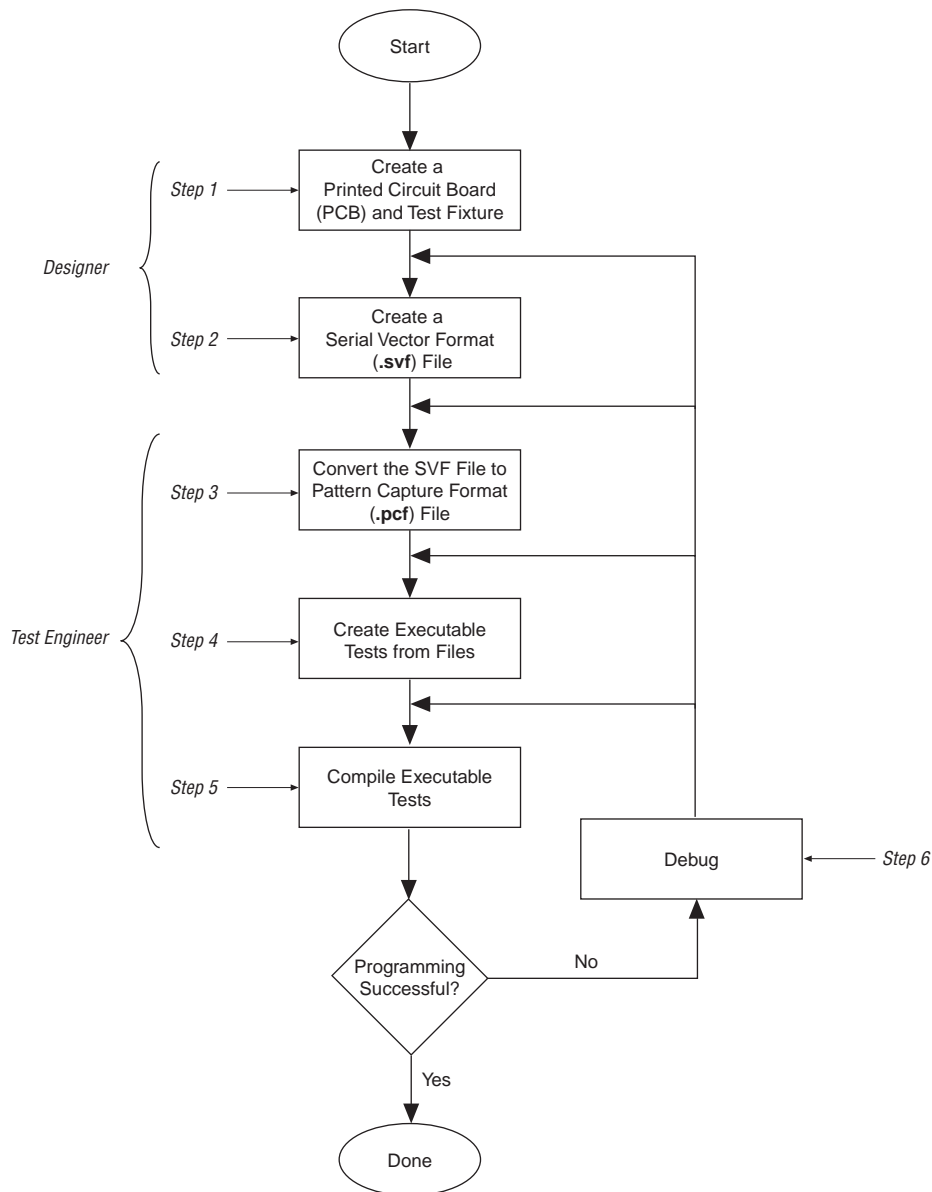 Start
Step 1
Create a
Printed Circuit Board
(PCB) and Test Fixture
Designer
Step 2
Create a
Serial Vector Format
(.svf) File
Step 3
Convert the SVF File to
Pattern Capture Format
(.pcf) File
Test Engineer
Step 4
Create Executable
Tests from Files
Step 5
Compile Executable
Tests
Debug
Step 6
Programming
Successful?
No
Yes
Done